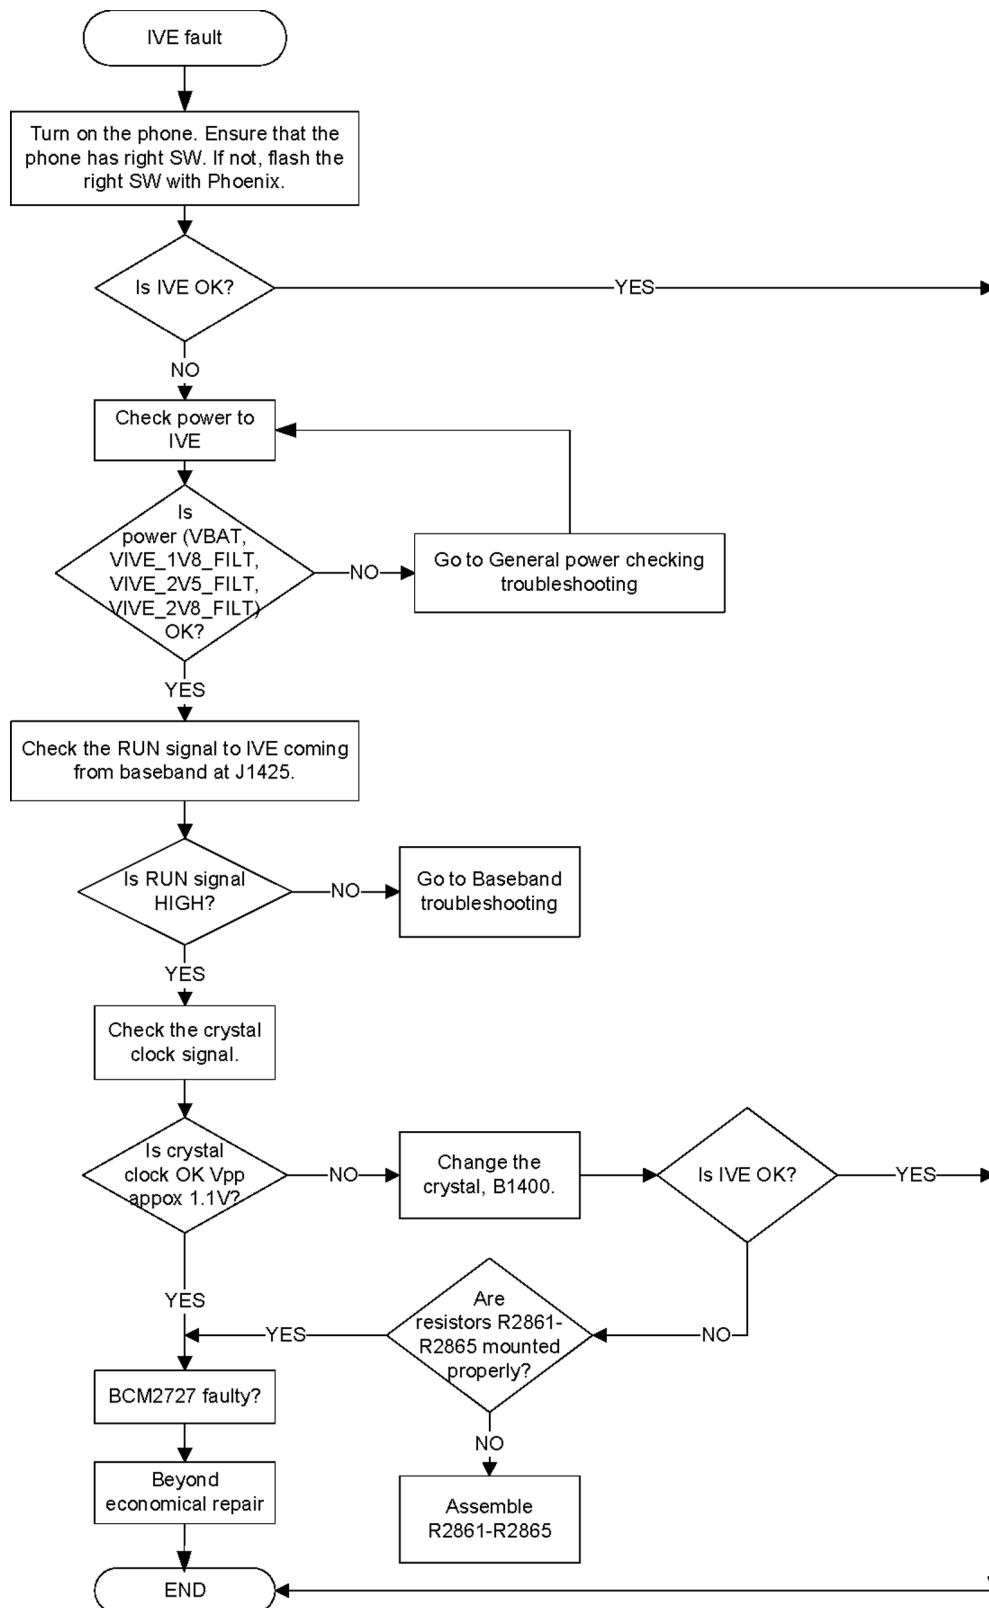 IVE fault
Turn on the phone. Ensure that the
phone has right SW. If not, flash the
right SW with Phoenix.
Is IVE OK?
YES
NO
Check power to
IVE
Is
power (VBAT,
VIVE_1V8_FILT,
VIVE_2V5_FILT,
VIVE_2V8_FILT)
OK?
NO
Go to General power checking
troubleshooting
YES
Check the RUN signal to IVE coming
from baseband at J1425.
Is RUN signal
HIGH?
NO
Go to Baseband
troubleshooting
YES
Check the crystal
clock signal.
Is crystal
clock OK Vpp
appox 1.1V?
NO
Change the
crystal, B1400.
Is IVE OK?
YES
YES
NO
Are
resistors R2861-
R2865 mounted
properly?
YES
NO
Assemble
R2861-R2865
BCM2727 faulty?
Beyond
economical repair
END